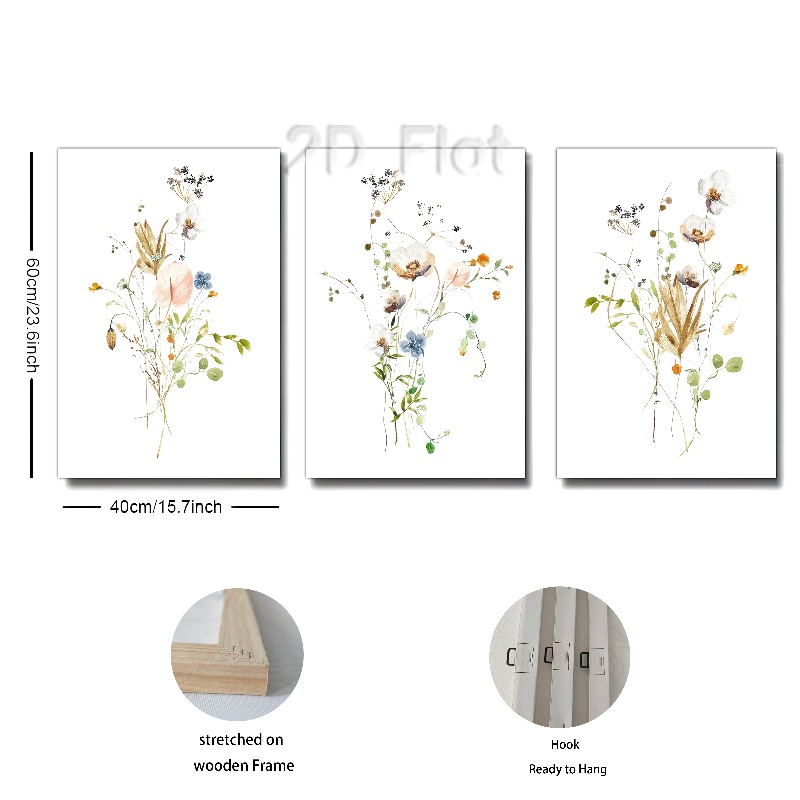 2D Flat
60cm/23.6inch
40cm/15.7inch
stretched on
wooden Frame
Hook
Ready to Hang